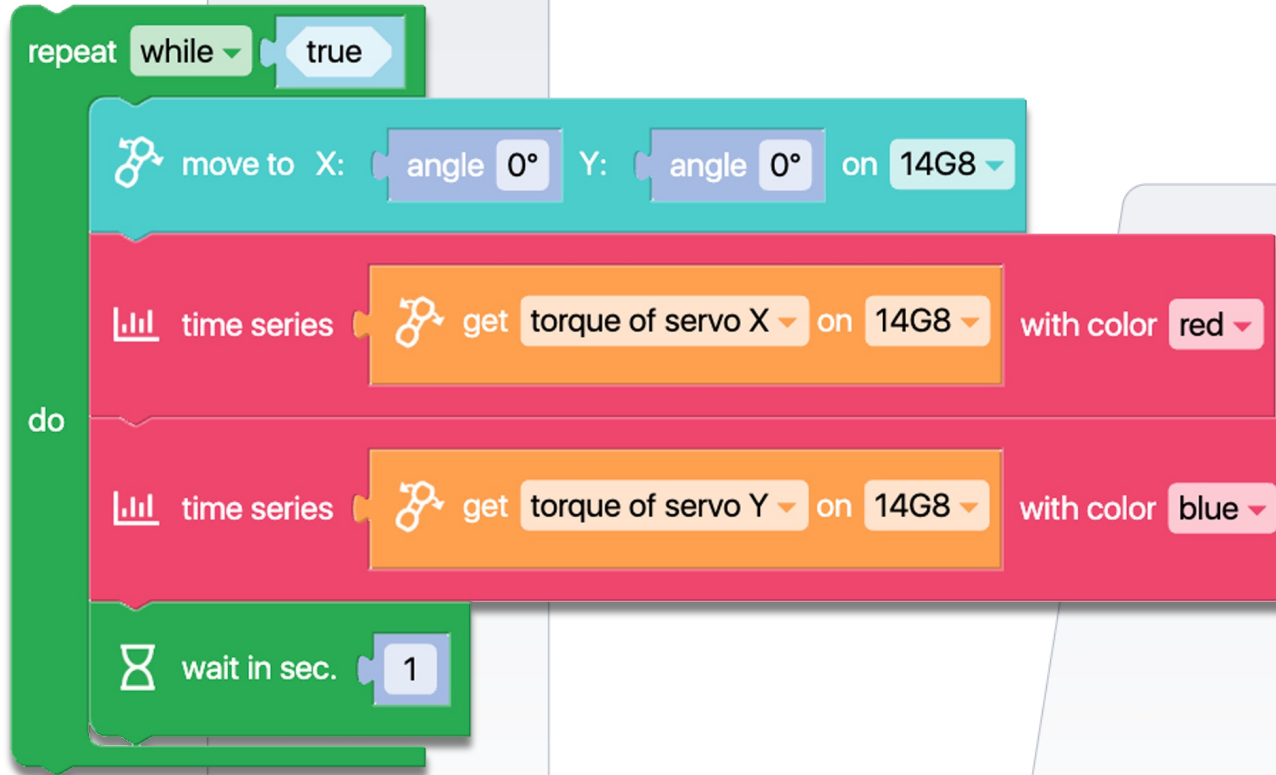 repeat while true
move to X: angle 0° Y: angle 0° on 14G8
time series get torque of servo X on 14G8 with color red
do
time series get torque of servo Y on 14G8 with color blue
wait in sec. 1